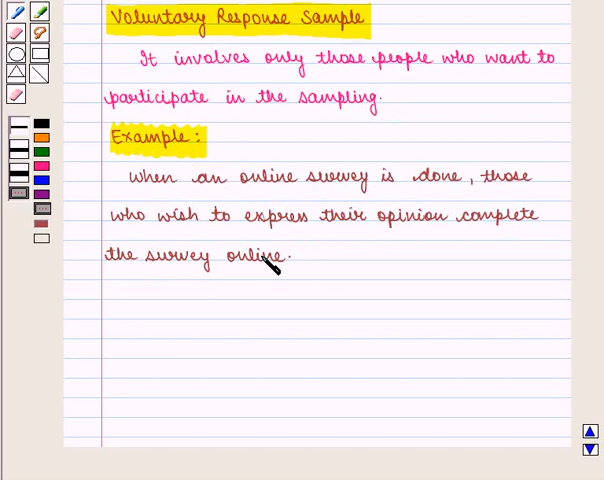 Voluntary Response Sample
It involves only those people who want to
participate in the sampling.
Example:
When an online survey is done, those
who wish to express their opinion complete
the survey online.